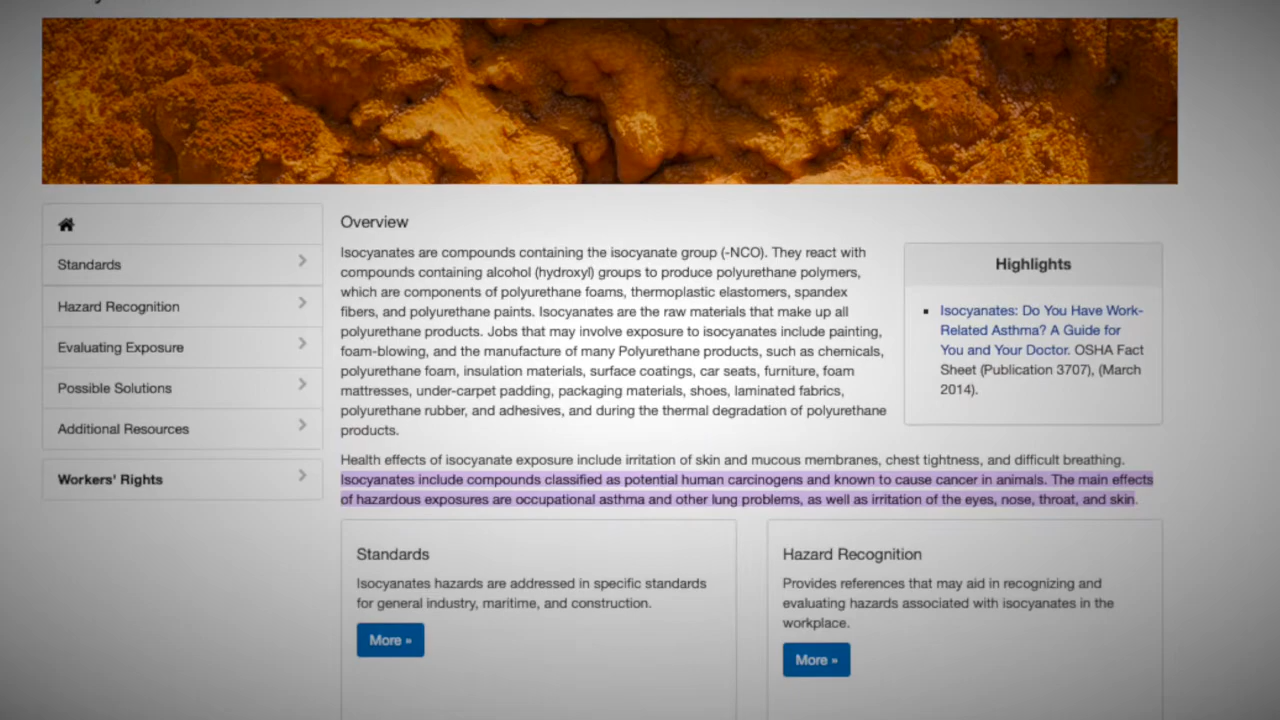 Standards
Hazard Recognition
Evaluating Exposure
Possible Solutions
Additional Resources
Workers' Rights
Overview
Isocyanates are compounds containing the isocyanate group (-NCO). They react with
compounds containing alcohol (hydroxyl) groups to produce polyurethane polymers,
which are components of polyurethane foams, thermoplastic elastomers, spandex
fibers, and polyurethane paints. Isocyanates are the raw materials that make up all
polyurethane products. Jobs that may involve exposure to isocyanates include painting,
foam-blowing, and the manufacture of many Polyurethane products, such as chemicals,
polyurethane foam, insulation materials, surface coatings, car seats, furniture, foam
mattresses, under-carpet padding, packaging materials, shoes, laminated fabrics,
polyurethane rubber, and adhesives, and during the thermal degradation of polyurethane
products.
Highlights
Isocyanates: Do You Have Work-
Related Asthma? A Guide for
You and Your Doctor. OSHA Fact
Sheet (Publication 3707), (March
2014).
Health effects of isocyanate exposure include irritation of skin and mucous membranes, chest tightness, and difficult breathing.
Isocyanates include compounds classified as potential human carcinogens and known to cause cancer in animals. The main effects
of hazardous exposures are occupational asthma and other lung problems, as well as irritation of the eyes, nose, throat, and skin.
Standards
Isocyanates hazards are addressed in specific standards
for general industry, maritime, and construction.
More »
Hazard Recognition
Provides references that may aid in recognizing and
evaluating hazards associated with isocyanates in the
workplace.
More »